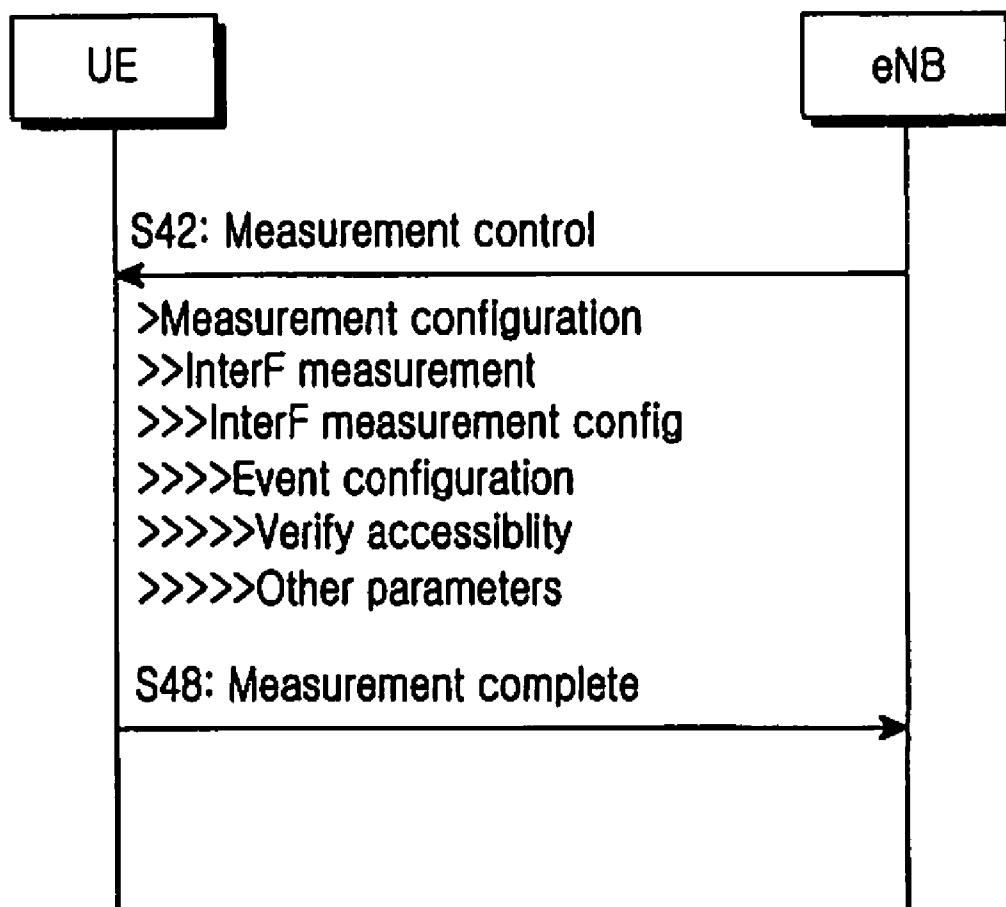 UE
eNB
S42: Measurement control
>Measurement configuration
>>InterF measurement
>>>InterF measurement config
>>>>Event configuration
>>>>>Verify accessiblity
>>>>>Other parameters
S48: Measurement complete